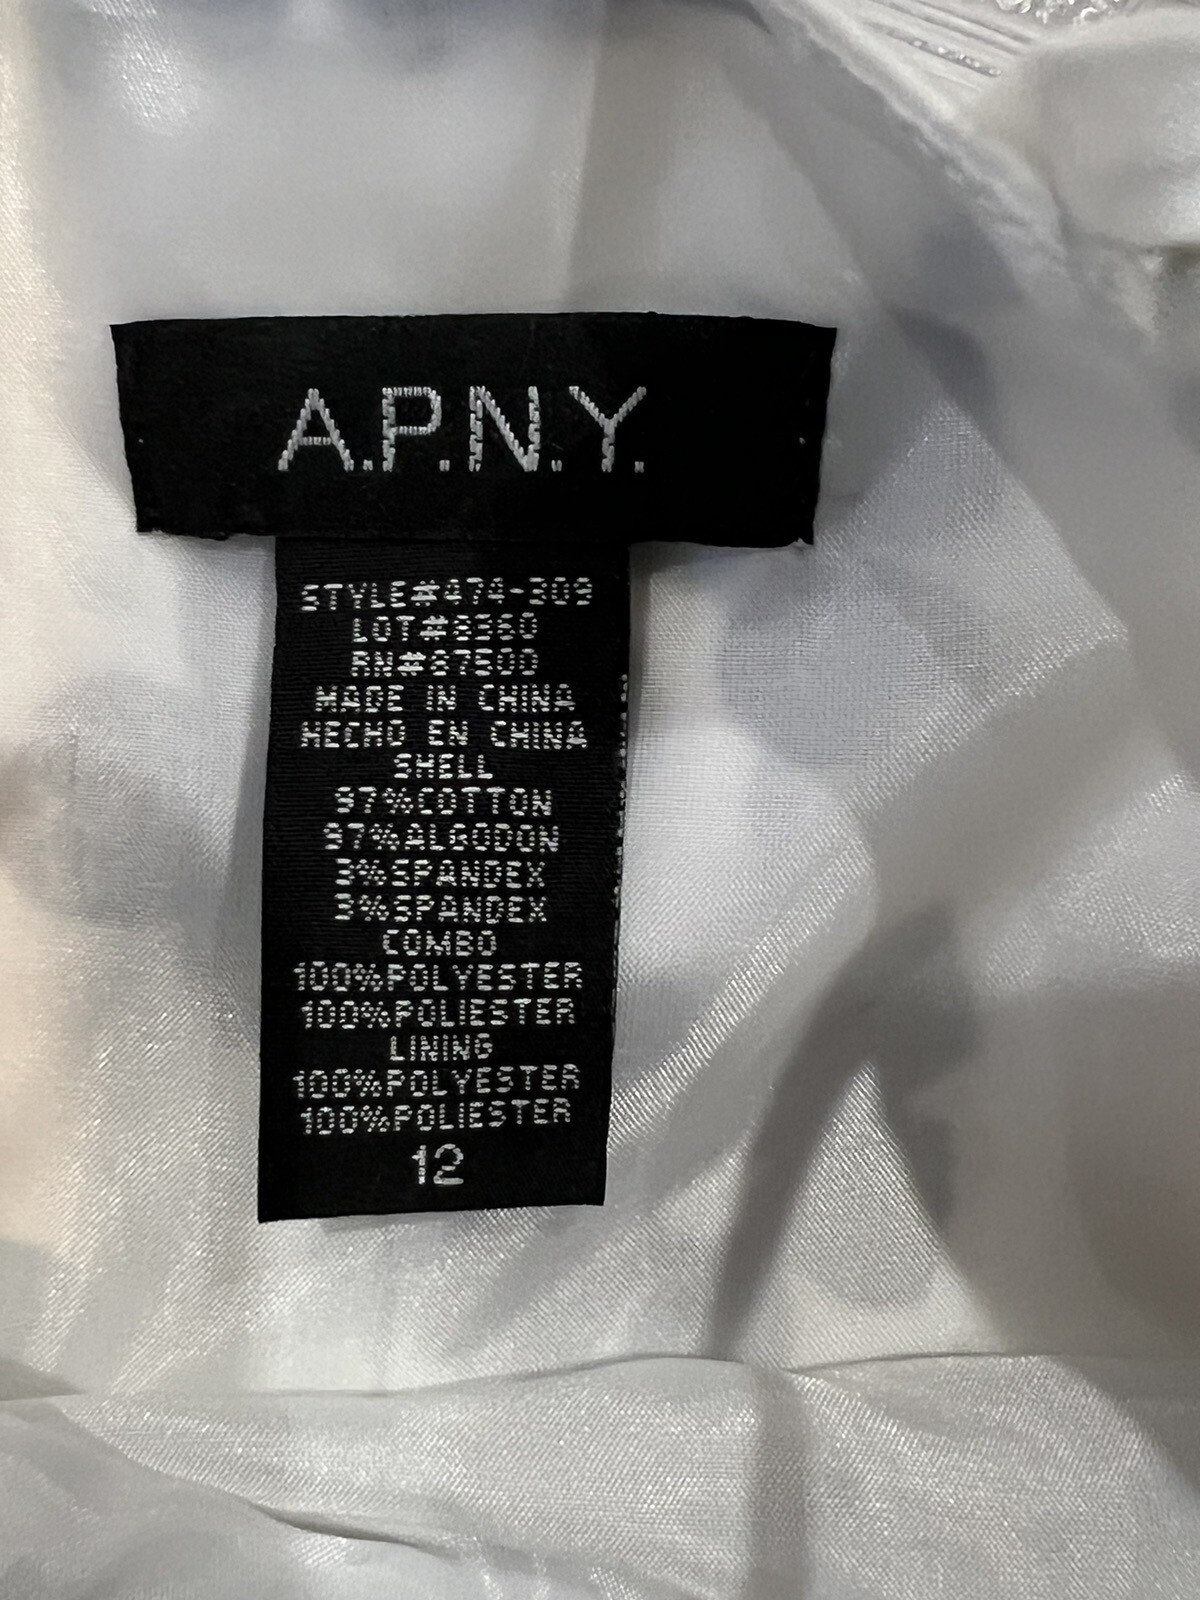 A.P.N.Y.
STYLE#474-309
LOT#8360
RN#87500
MADE IN CHINA
HECHO EN CHINA
SHELL
97%COTTON
97%ALGODON
3%SPANDEX
3%SPANDEX
COMBO
100%POLYESTER
100%POLIESTER
LINING
100%POLYESTER
100%POLIESTER
12